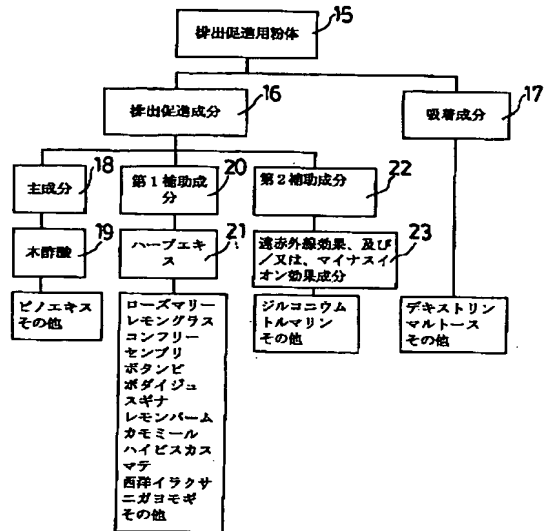 排出促進用粉体
15
排出促進成分
16
吸着成分
17
主成分
18
第1補助成
分
20
第2補助成分
22
木酢酸
19
ハーブエキ
ス
21
遠赤外線効果、及び
/又は、マイナスイ
オン効果成分
23
ピノエキス
その他
ローズマリー
レモングラス
コンフリー
センブリ
ボタンピ
ボダイジュ
スギナ
レモンバーム
カモミール
ハイビスカス
マテ
西洋イラクサ
ニガヨモギ
その他
ジルコニウム
トルマリン
その他
デキストリン
マルトース
その他